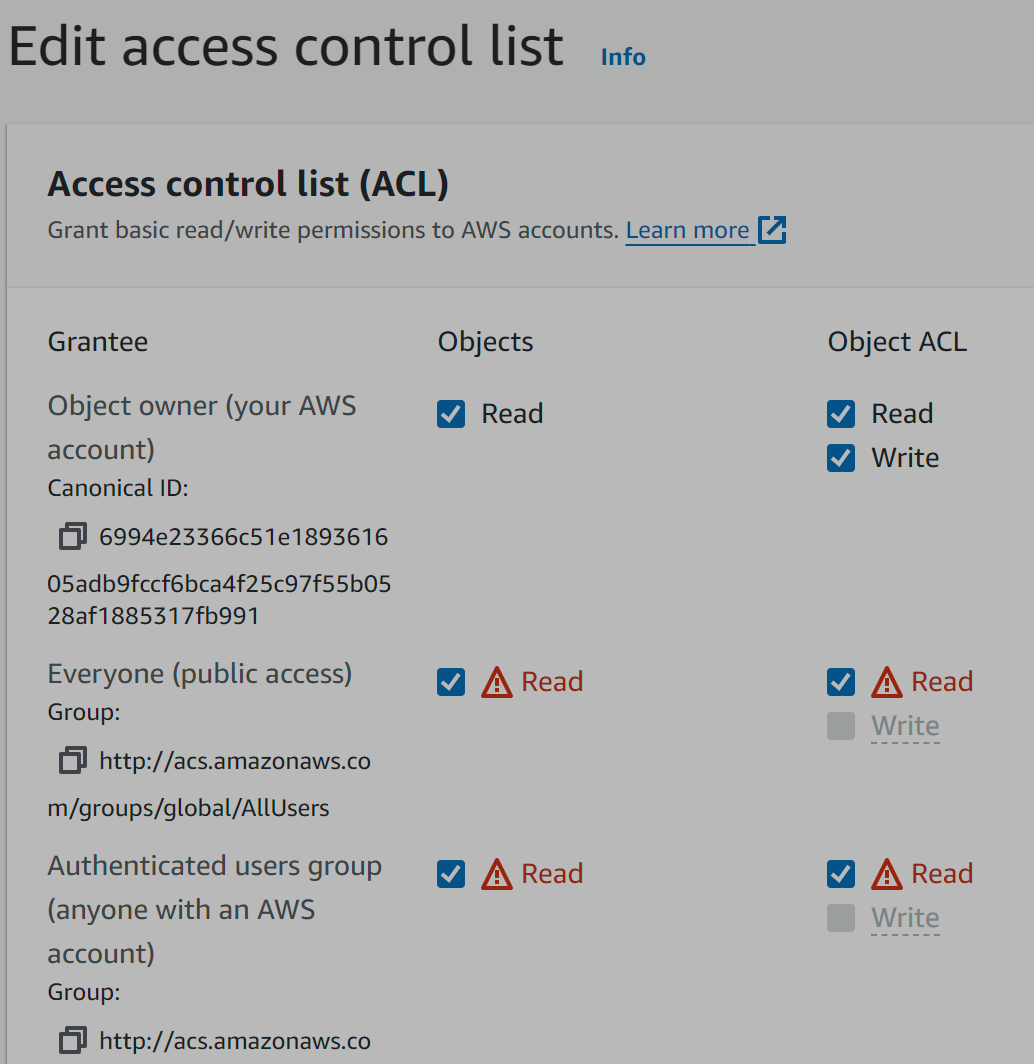 Edit access control list Info
Access control list (ACL)
Grant basic read/write permissions to AWS accounts. Learn more
Grantee Objects Object ACL
Object owner (your AWS
account)
Read
Read
Write
Canonical ID:
6994e23366c51e1893616
05adb9fccf6bca4f25c97f55b05
28af1885317fb991
Everyone (public access)
Read
Read
Write
Group:
http://acs.amazonaws.co
m/groups/global/AllUsers
Authenticated users group
(anyone with an AWS
account)
Read
Read
Write
Group:
http://acs.amazonaws.co